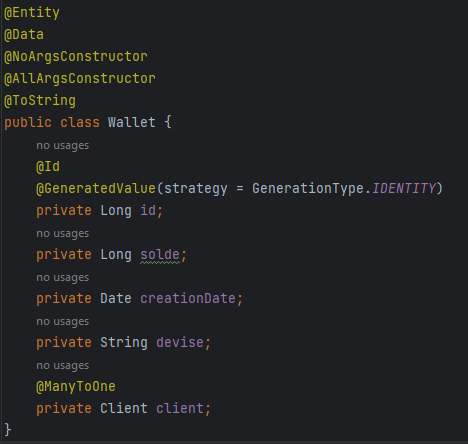 @Entity
@Data
@NoArgsConstructor
@AllArgsConstructor
@ToString
public class Wallet {
no usages
@Id
@GeneratedValue(strategy = GenerationType.IDENTITY)
private Long id;
no usages
private Long solde;
no usages
private Date creationDate;
no usages
private String devise;
no usages
@ManyToOne
private Client client;
}